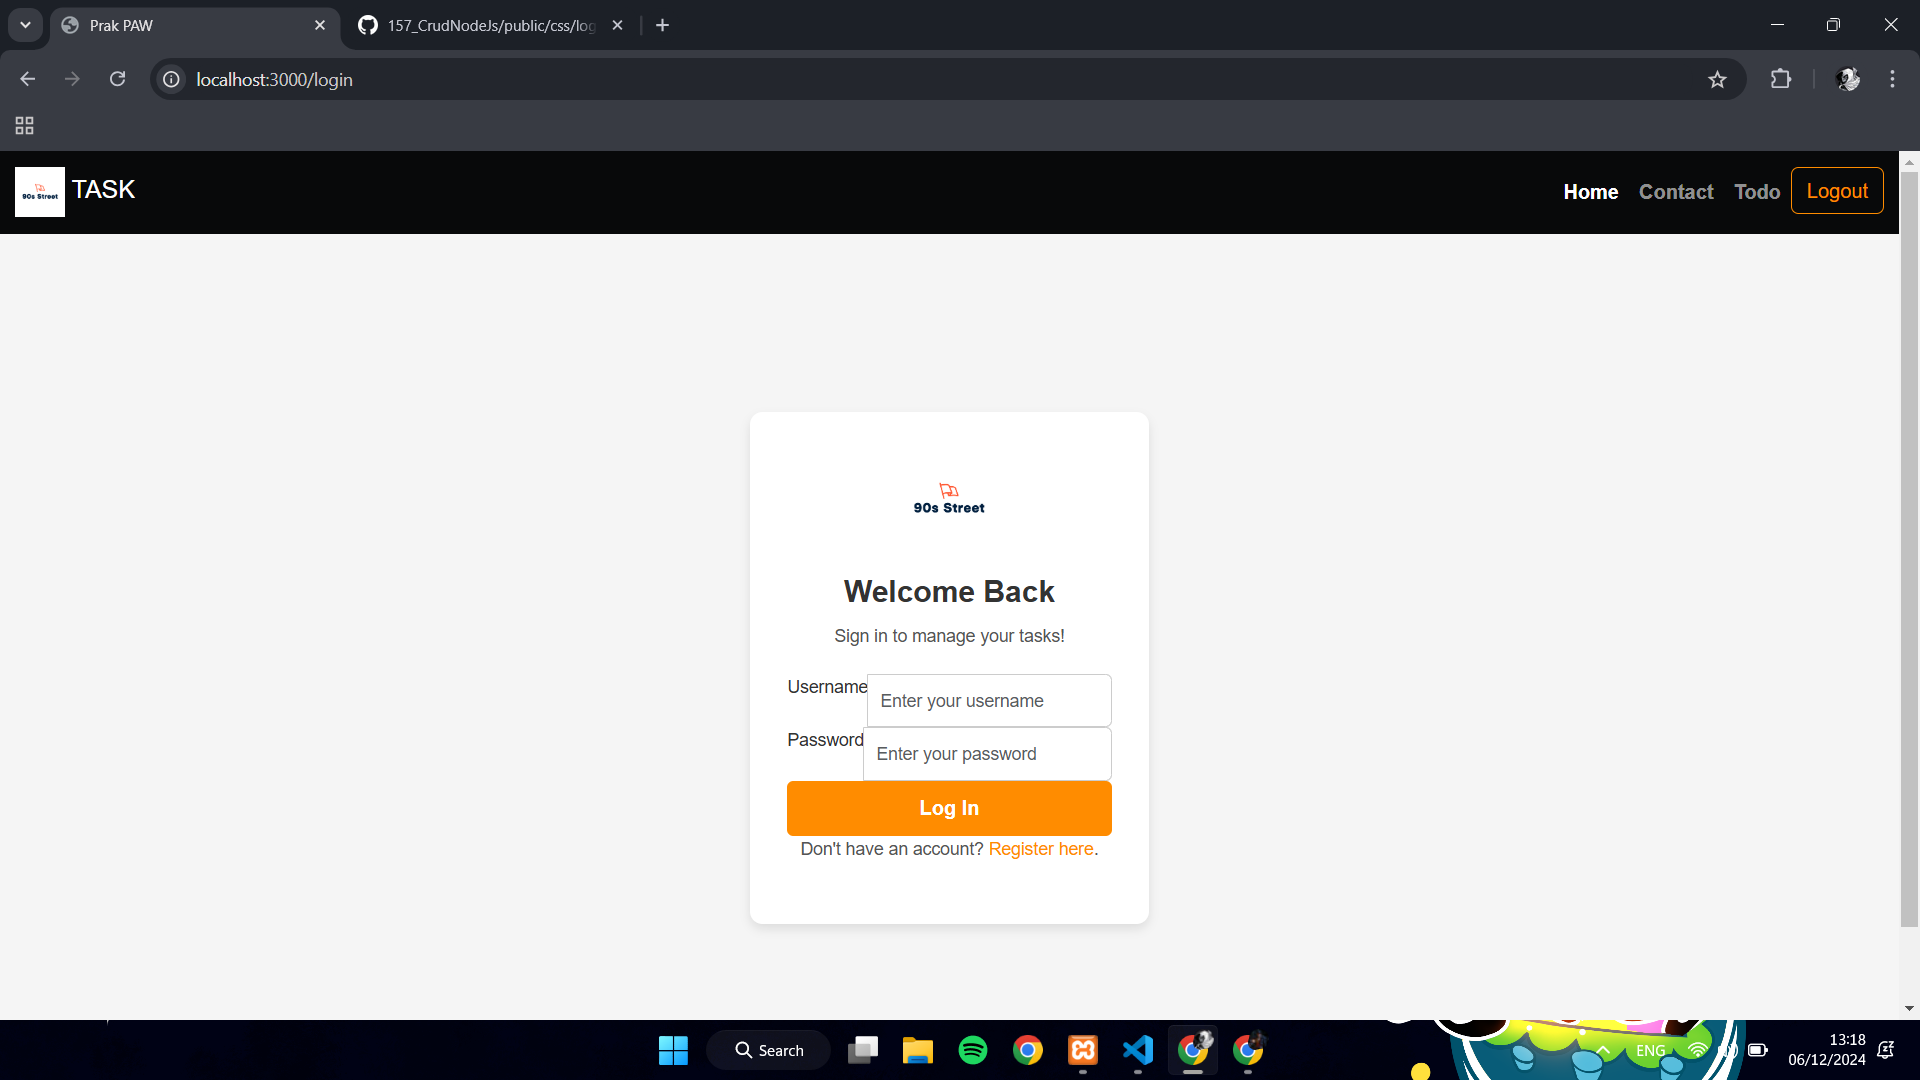 Prak PAW
157_CrudNodeJs/public/css/log
localhost:3000/login
90s Street
TASK
Home
Contact
Todo
Logout
90s Street
Welcome Back
Sign in to manage your tasks!
Username
Enter your username
Password
Enter your password
Log In
Don't have an account? Register here.
Search
ENG
13:18
06/12/2024